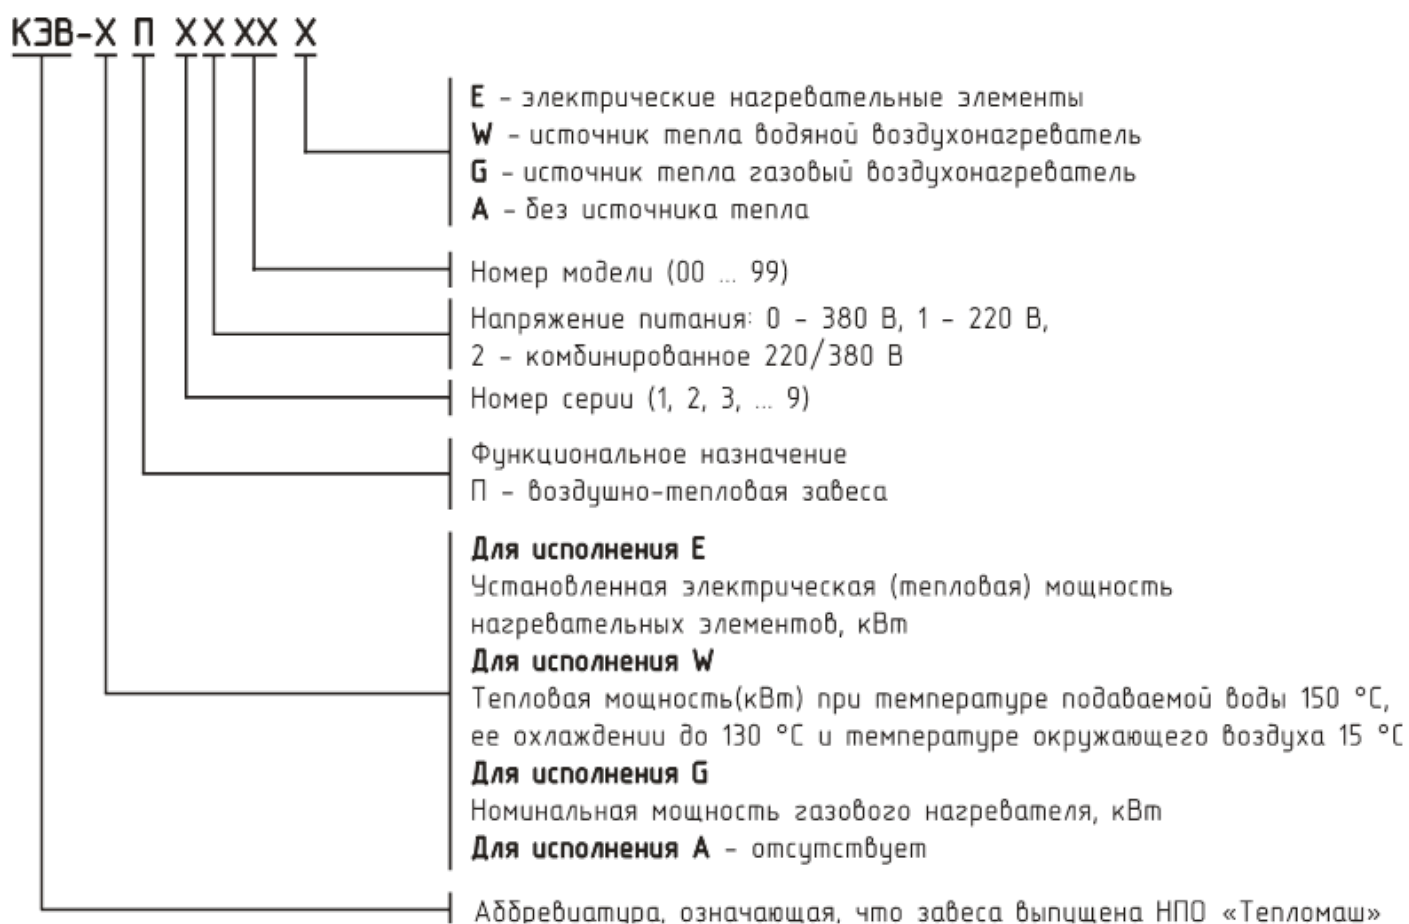 КЭВ-Х П Х Х ХХ Х
Е - электрические нагревательные элементы
W - источник тепла водяной воздухонагреватель
G - источник тепла газовый воздухонагреватель
А - без источника тепла
Номер модели (00 ... 99)
Напряжение питания: 0 - 380 В, 1 - 220 В,
2 - комбинированное 220/380 В
Номер серии (1, 2, 3, ... 9)
Функциональное назначение
П - воздушно-тепловая завеса
Для исполнения Е
Установленная электрическая (тепловая) мощность
нагревательных элементов, кВт
Для исполнения W
Тепловая мощность(кВт) при температуре подаваемой воды 150 °С,
ее охлаждении до 130 °С и температуре окружающего воздуха 15 °С
Для исполнения G
Номинальная мощность газового нагревателя, кВт
Для исполнения А - отсутствует
Аббревиатура, означающая, что завеса выпущена НПО «Тепломаш»